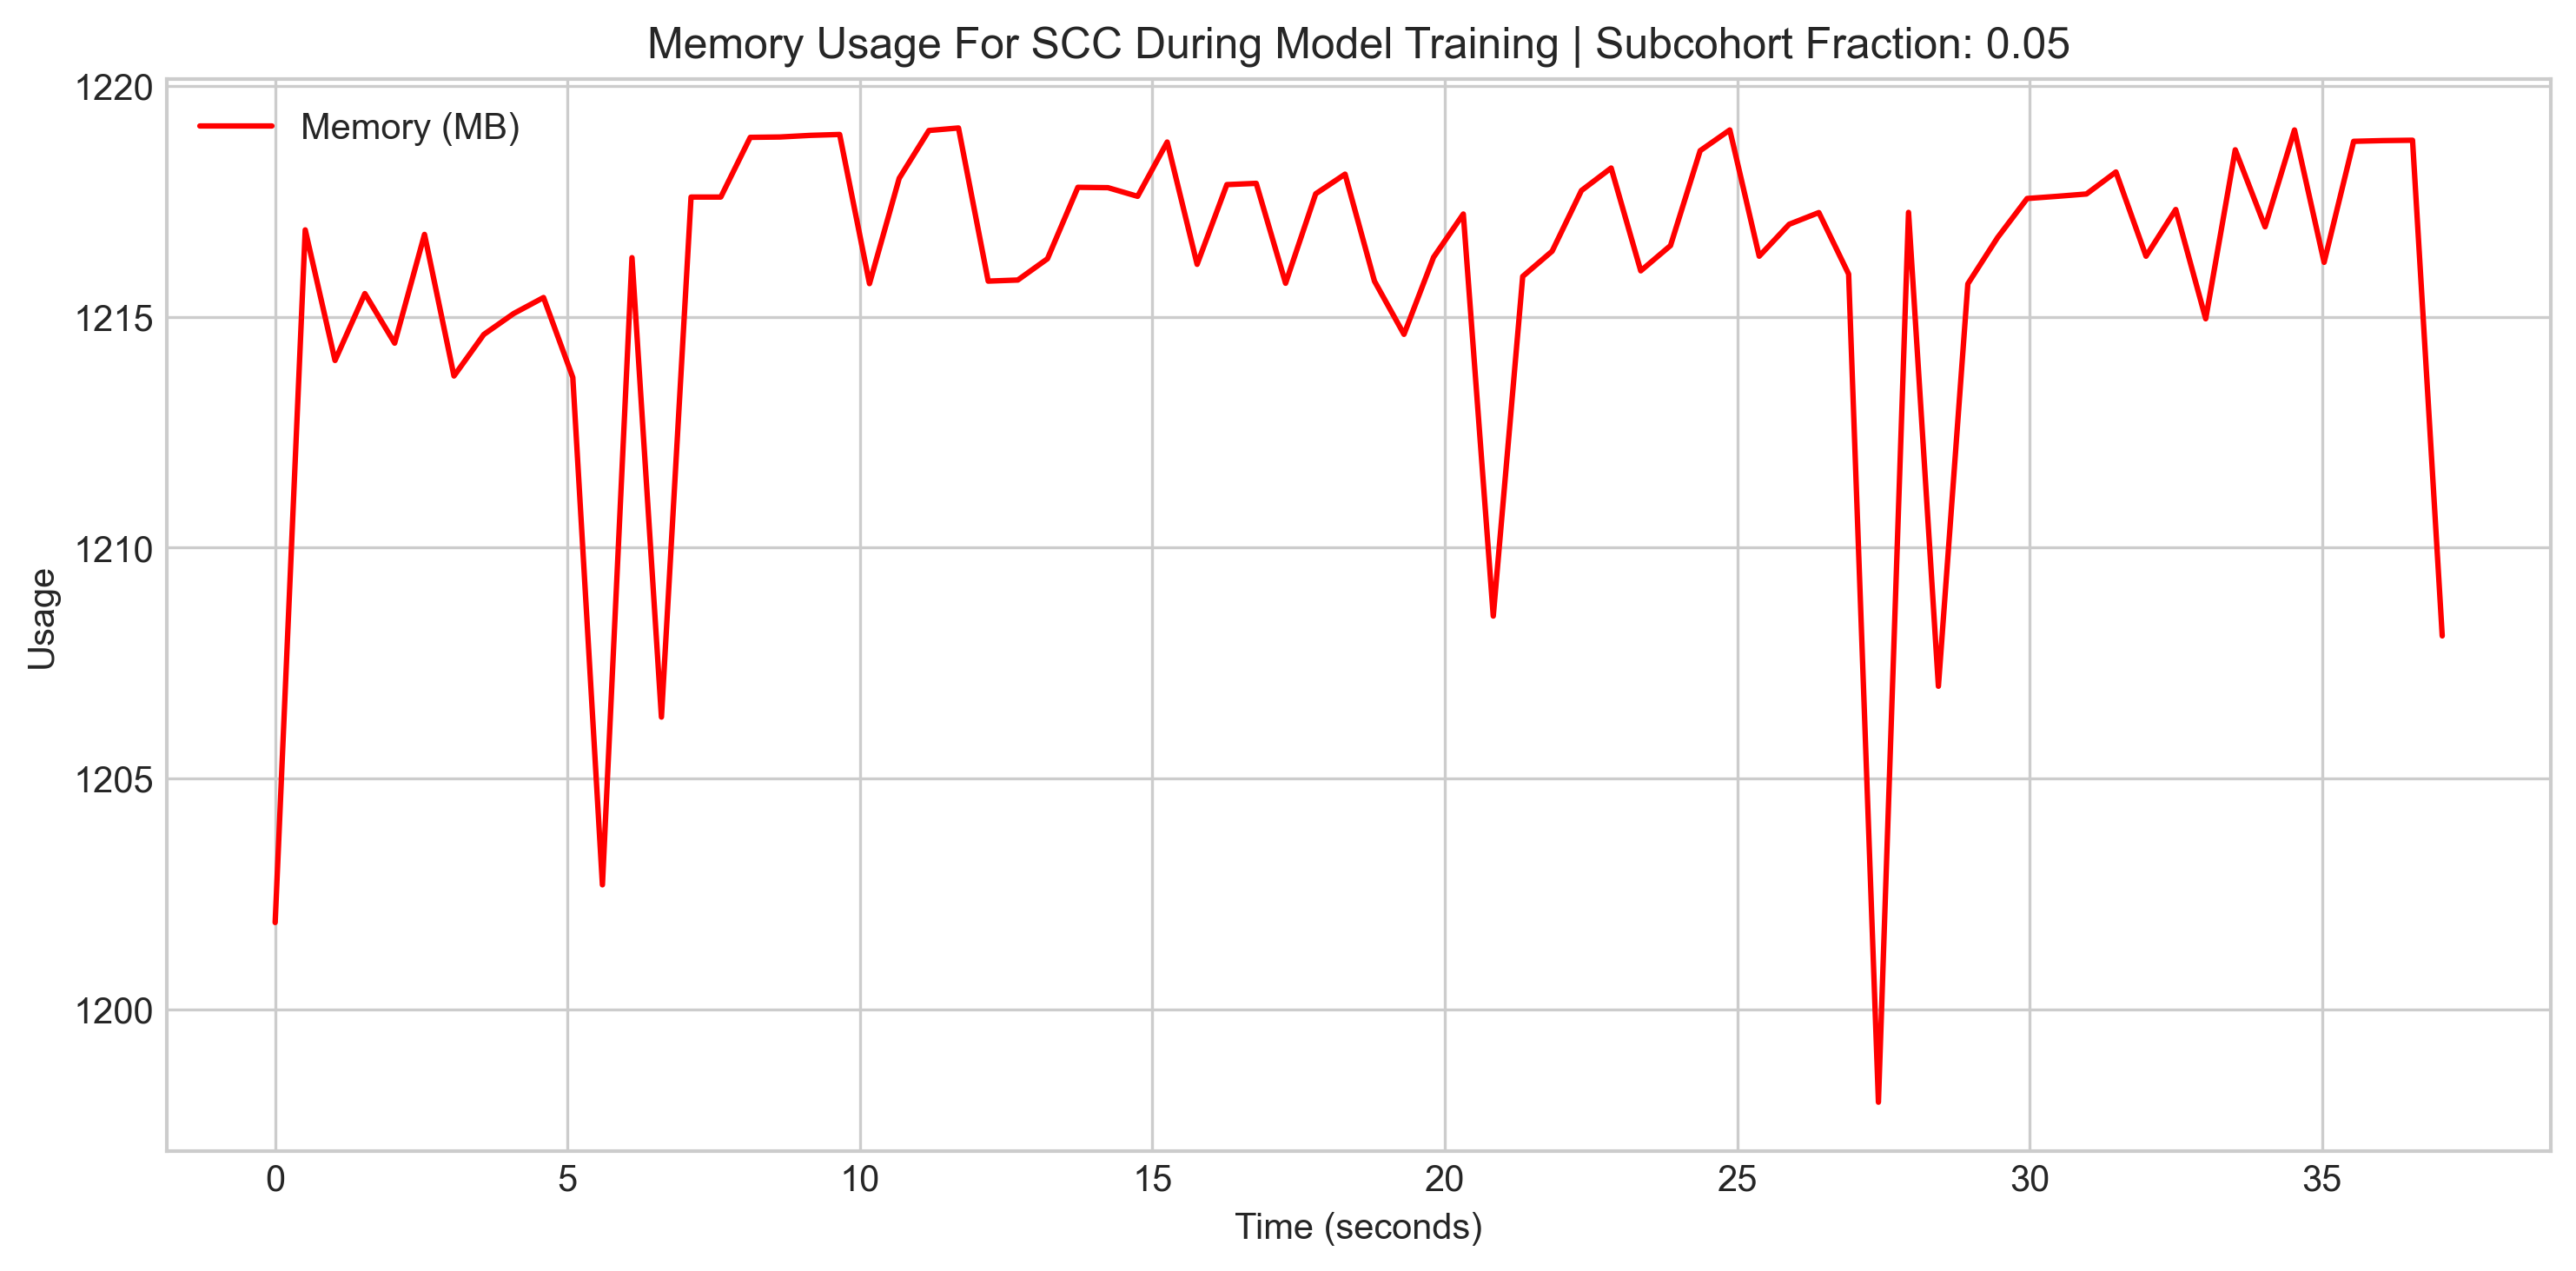 Memory Usage For SCC During Model Training | Subcohort Fraction: 0.05
Memory (MB)
Usage
1220
1215
1210
1205
1200
0 5 10 15 20 25 30 35
Time (seconds)